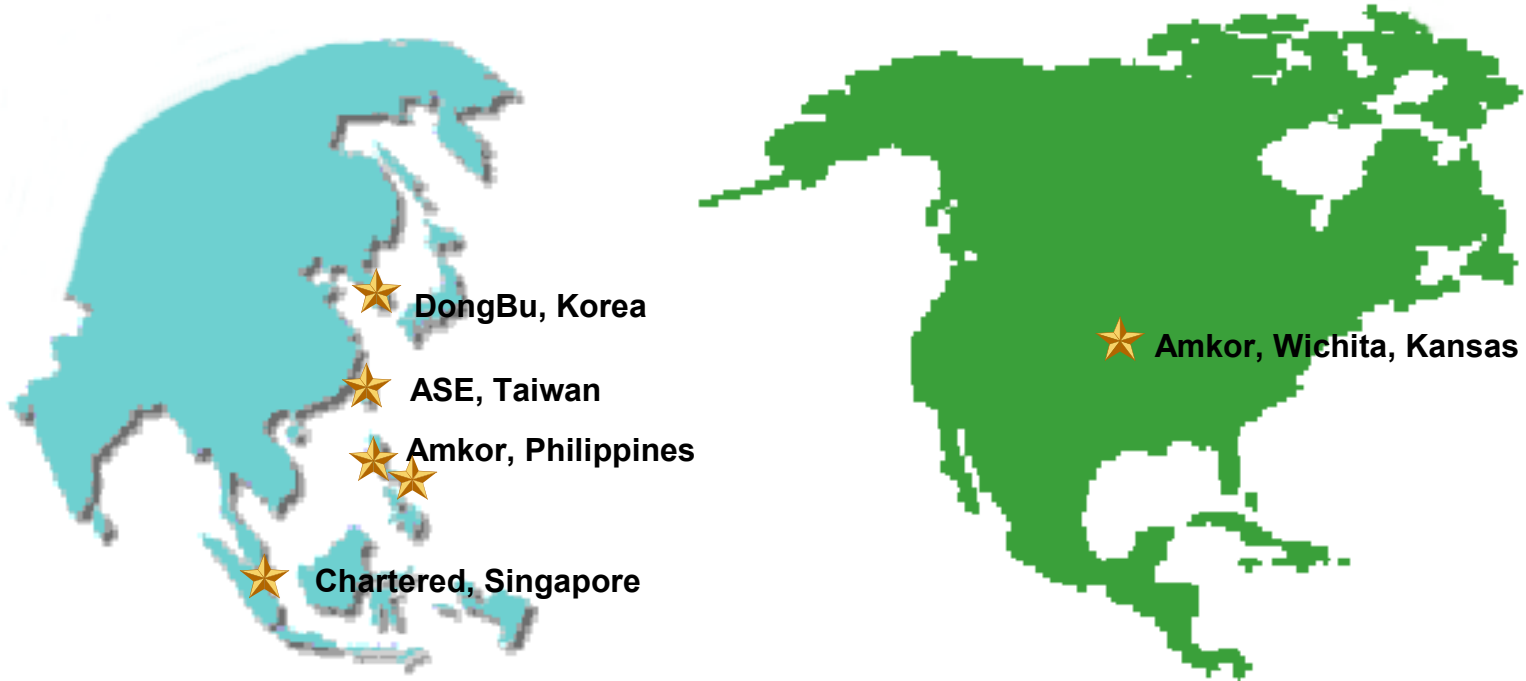 DongBu, Korea
ASE, Taiwan
Amkor, Philippines
Chartered, Singapore
Amkor, Wichita, Kansas